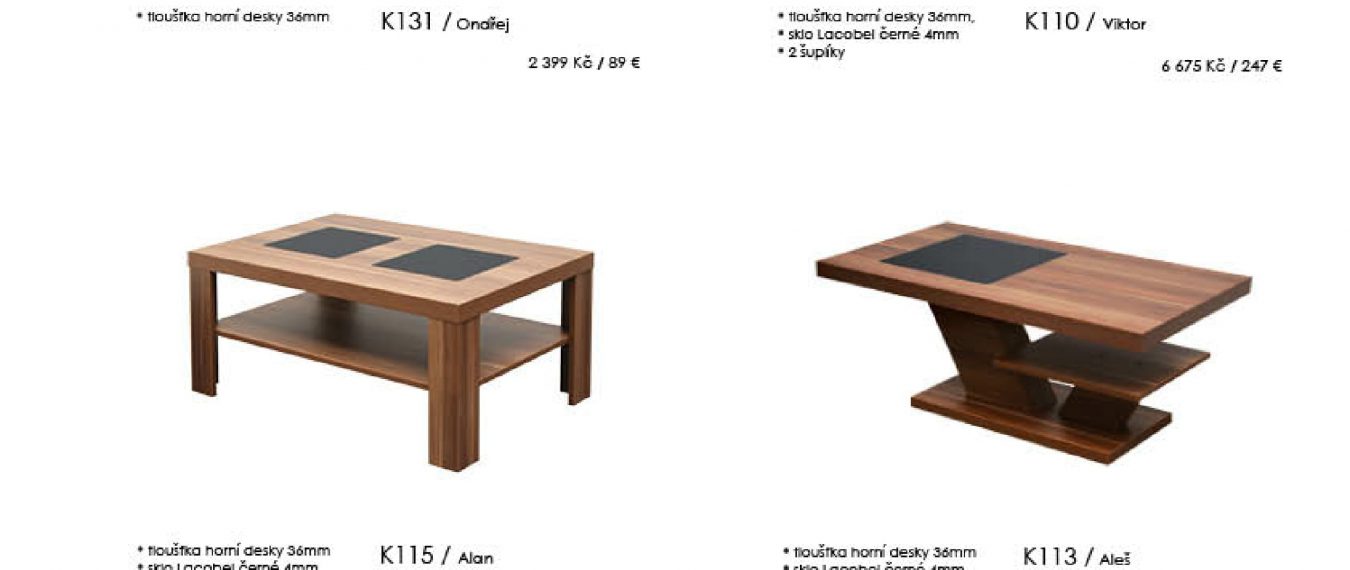 * tloušťka horní desky 36mm
K131 / Ondřej
2 399 Kč / 89 €
* tloušťka horní desky 36mm,
* sklo Lacobel černé 4mm
* 2 šuplíky
K110 / Viktor
6 675 Kč / 247 €
* tloušťka horní desky 36mm
* sklo Lacobel černé 4mm
K115 / Alan
* tloušťka horní desky 36mm
* sklo Lacobel černé 4mm
K113 / Aleš